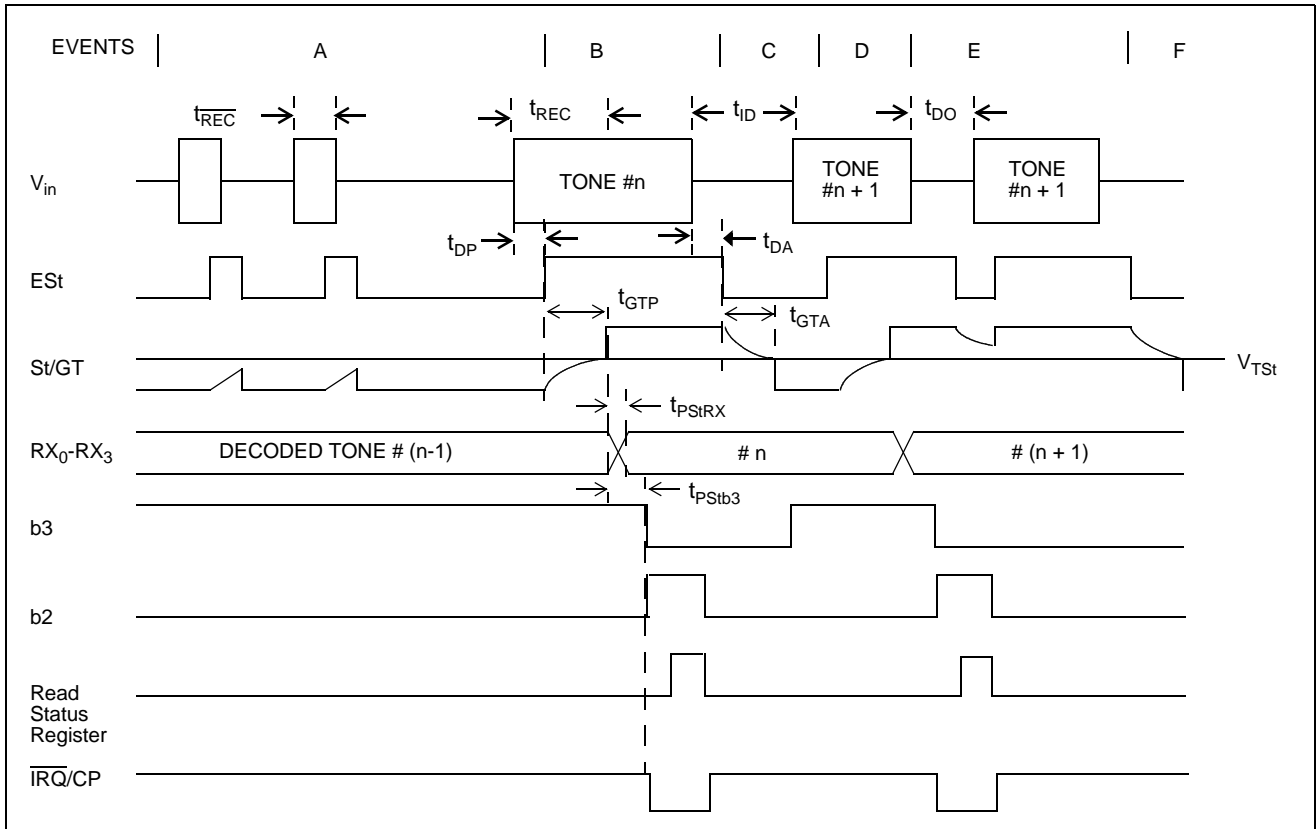 EVENTS A B C D E F
tREC tREC tID tDO
Vin TONE #n TONE #n + 1 TONE #n + 1
tDP tDA
ESt
tGTP tGTA
St/GT VTSt
tPStRX
RX0-RX3 DECODED TONE # (n-1) # n # (n + 1)
tPStb3
b3
b2
Read
Status
Register
IRQ/CP